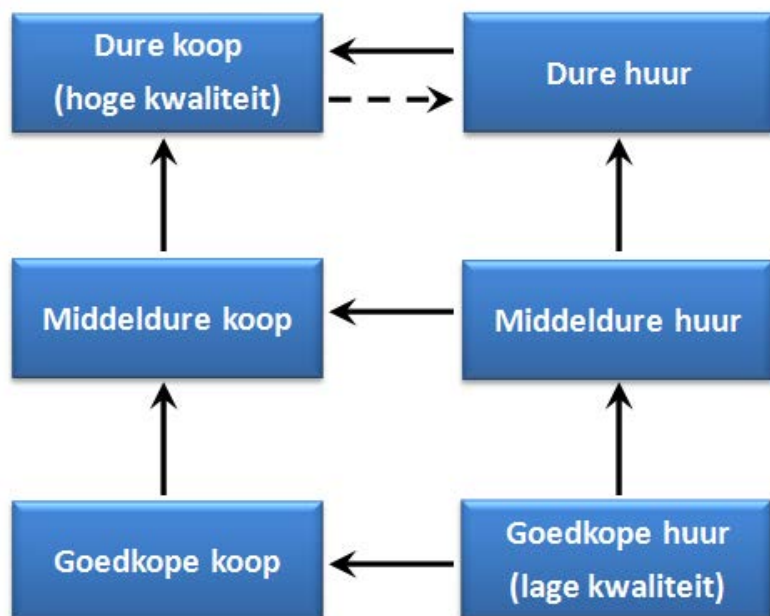 Dure koop
(hoge kwaliteit)
Dure huur
Middeldure koop
Middeldure huur
Goedkope koop
Goedkope huur
(lage kwaliteit)